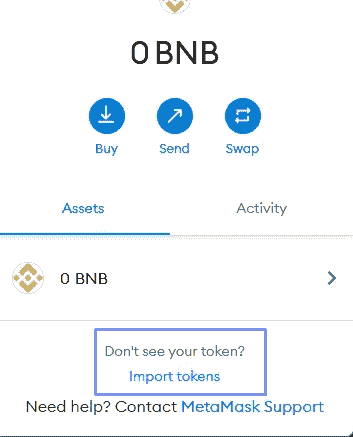 0 BNB
Buy Send Swap
Assets Activity
0 BNB
Don't see your token?
Import tokens
Need help? Contact MetaMask Support